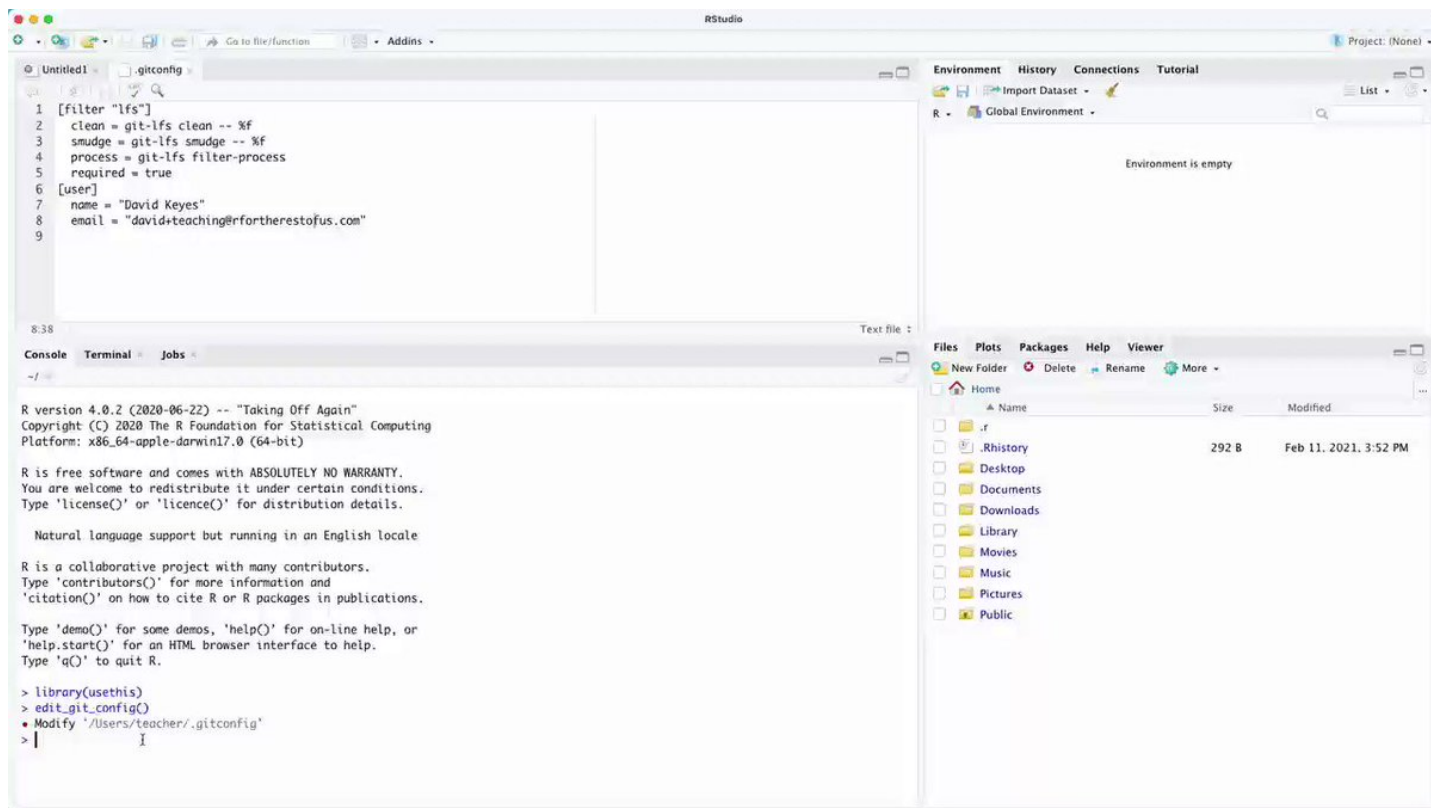 RStudio
Go to file/function
Addins
Project: (None)
Untitled1
.gitconfig
1 [filter "lfs"]
2 clean = git-lfs clean -- %f
3 smudge = git-lfs smudge -- %f
4 process = git-lfs filter-process
5 required = true
6 [user]
7 name = "David Keyes"
8 email = "david+teaching@rfortherestofus.com"
9
8:38
Text file
Console Terminal Jobs
~/
R version 4.0.2 (2020-06-22) -- "Taking Off Again"
Copyright (C) 2020 The R Foundation for Statistical Computing
Platform: x86_64-apple-darwin17.0 (64-bit)
R is free software and comes with ABSOLUTELY NO WARRANTY.
You are welcome to redistribute it under certain conditions.
Type 'license()' or 'licence()' for distribution details.
Natural language support but running in an English locale
R is a collaborative project with many contributors.
Type 'contributors()' for more information and
'citation()' on how to cite R or R packages in publications.
Type 'demo()' for some demos, 'help()' for on-line help, or
'help.start()' for an HTML browser interface to help.
Type 'q()' to quit R.
> library(usethis)
> edit_git_config()
• Modify '/Users/teacher/.gitconfig'
>
Environment History Connections Tutorial
Import Dataset
List
R
Global Environment
Environment is empty
Files Plots Packages Help Viewer
New Folder Delete Rename More
Home
Name Size Modified
.r
.Rhistory 292 B Feb 11, 2021, 3:52 PM
Desktop
Documents
Downloads
Library
Movies
Music
Pictures
Public